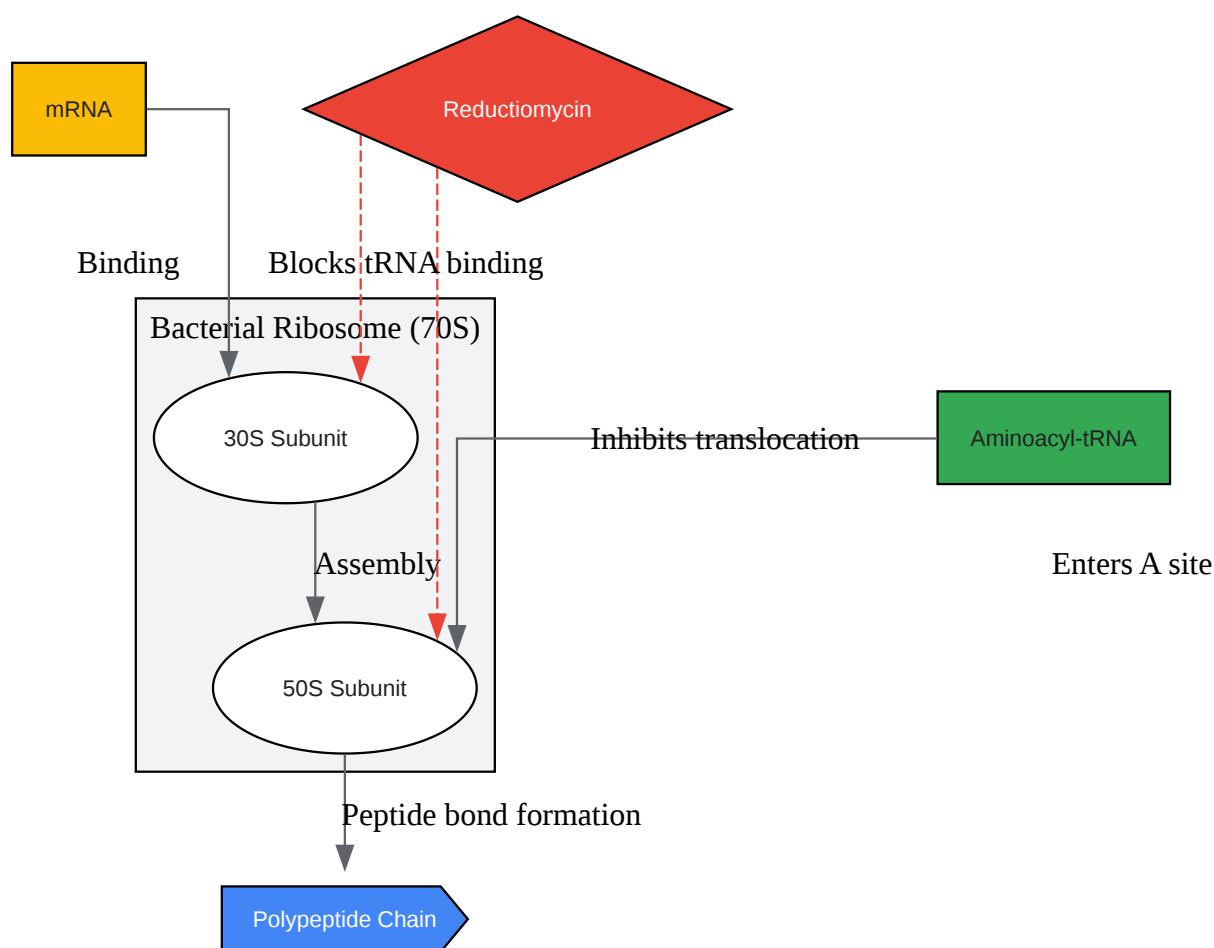 mRNA
Reductiomycin
Binding
Blocks tRNA binding
Bacterial Ribosome (70S)
30S Subunit
Inhibits translocation
Aminoacyl-tRNA
Assembly
Enters A site
50S Subunit
Peptide bond formation
Polypeptide Chain